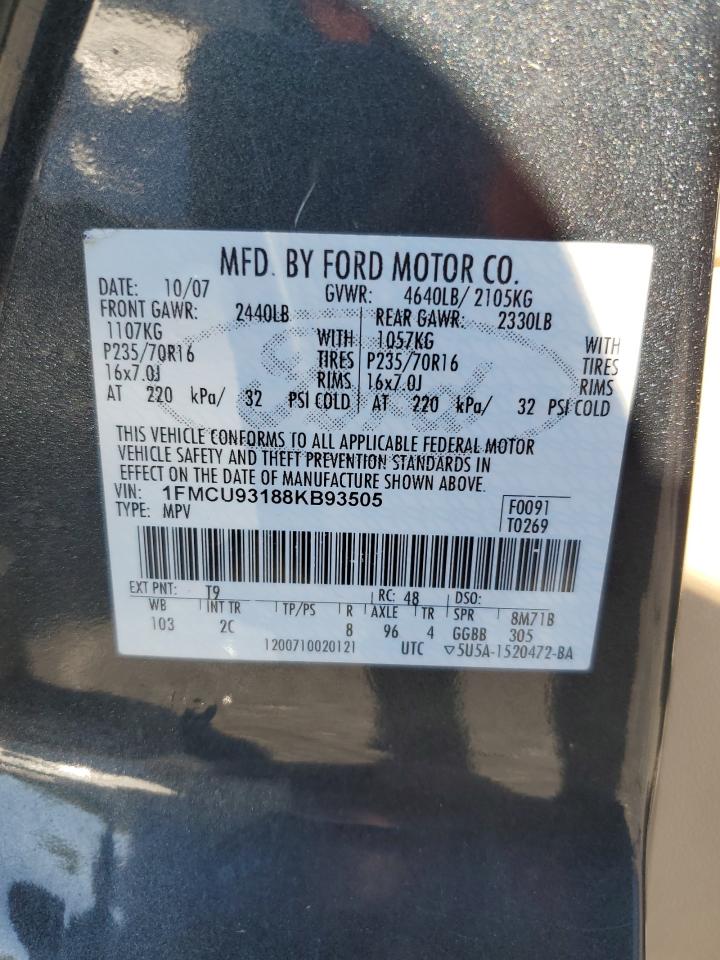 MFD. BY FORD MOTOR CO.
DATE: 10/07 GVWR: 4640LB/ 2105KG
FRONT GAWR: 2440LB REAR GAWR: 2330LB
1107KG WITH 1057KG WITH
P235/70R16 TIRES P235/70R16 TIRES
16x7.0J RIMS 16x7.0J RIMS
AT 220 kPa/ 32 PSI COLD AT 220 kPa/ 32 PSI COLD
Ford
THIS VEHICLE CONFORMS TO ALL APPLICABLE FEDERAL MOTOR
VEHICLE SAFETY AND THEFT PREVENTION STANDARDS IN
EFFECT ON THE DATE OF MANUFACTURE SHOWN ABOVE.
VIN: 1FMCU93188KB93505 F0091
TYPE: MPV T0269
EXT PNT: T9 RC: 48 DSO:
WB INT TR TP/PS R AXLE TR SPR 8M71B
103 2C 8 96 4 GGBB 305
1200710020121 UTC ▽5U5A-1520472-BA